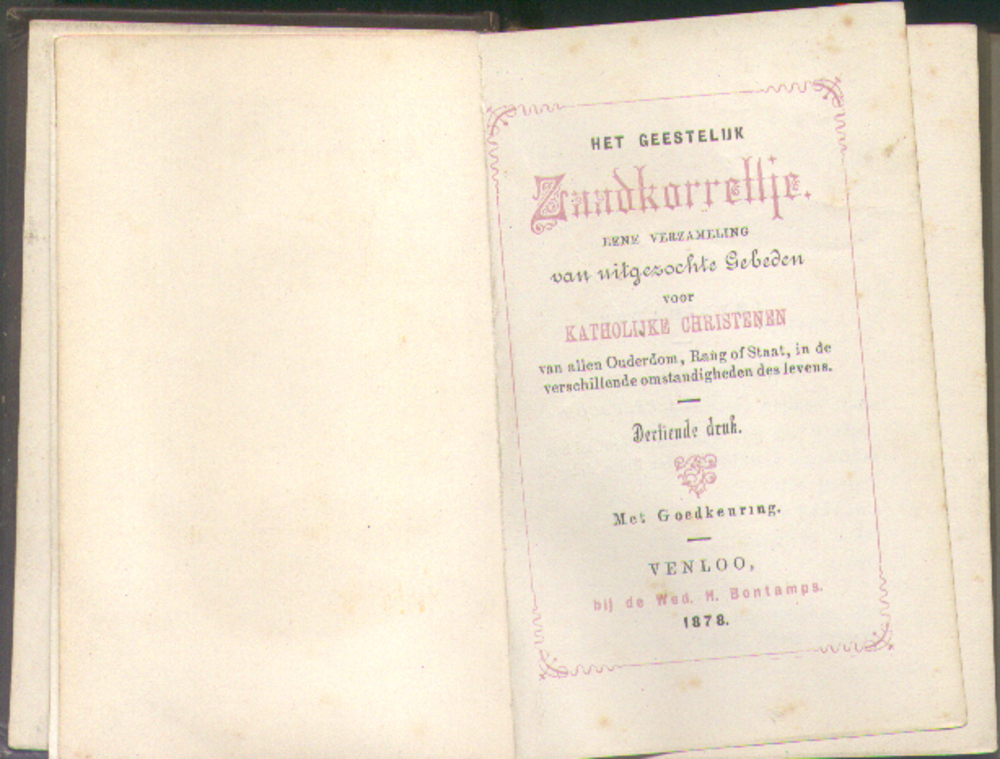 HET GEESTELIJK
Zaadkorreltje.
EENE VERZAMELING
van uitgezochte Gebeden
voor
KATHOLIJKE CHRISTENEN
van allen Ouderdom, Rang of Staat, in de
verschillende omstandigheden des levens.
Dertiende druk.
Met Goedkeuring.
VENLOO,
bij de Wed. H. Bontamps.
1878.